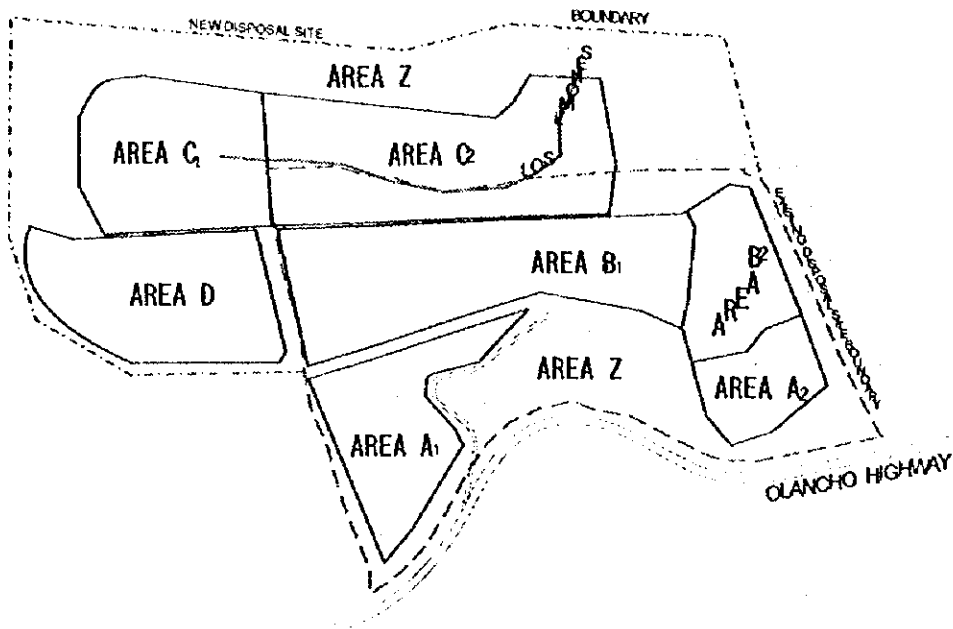 NEW DISPOSAL SITE
BOUNDARY
AREA Z
LOS LIMONES
AREA C1
AREA C2
AREA B1
AREA B2
AREA D
AREA Z
AREA A2
AREA A1
OLANCHO HIGHWAY